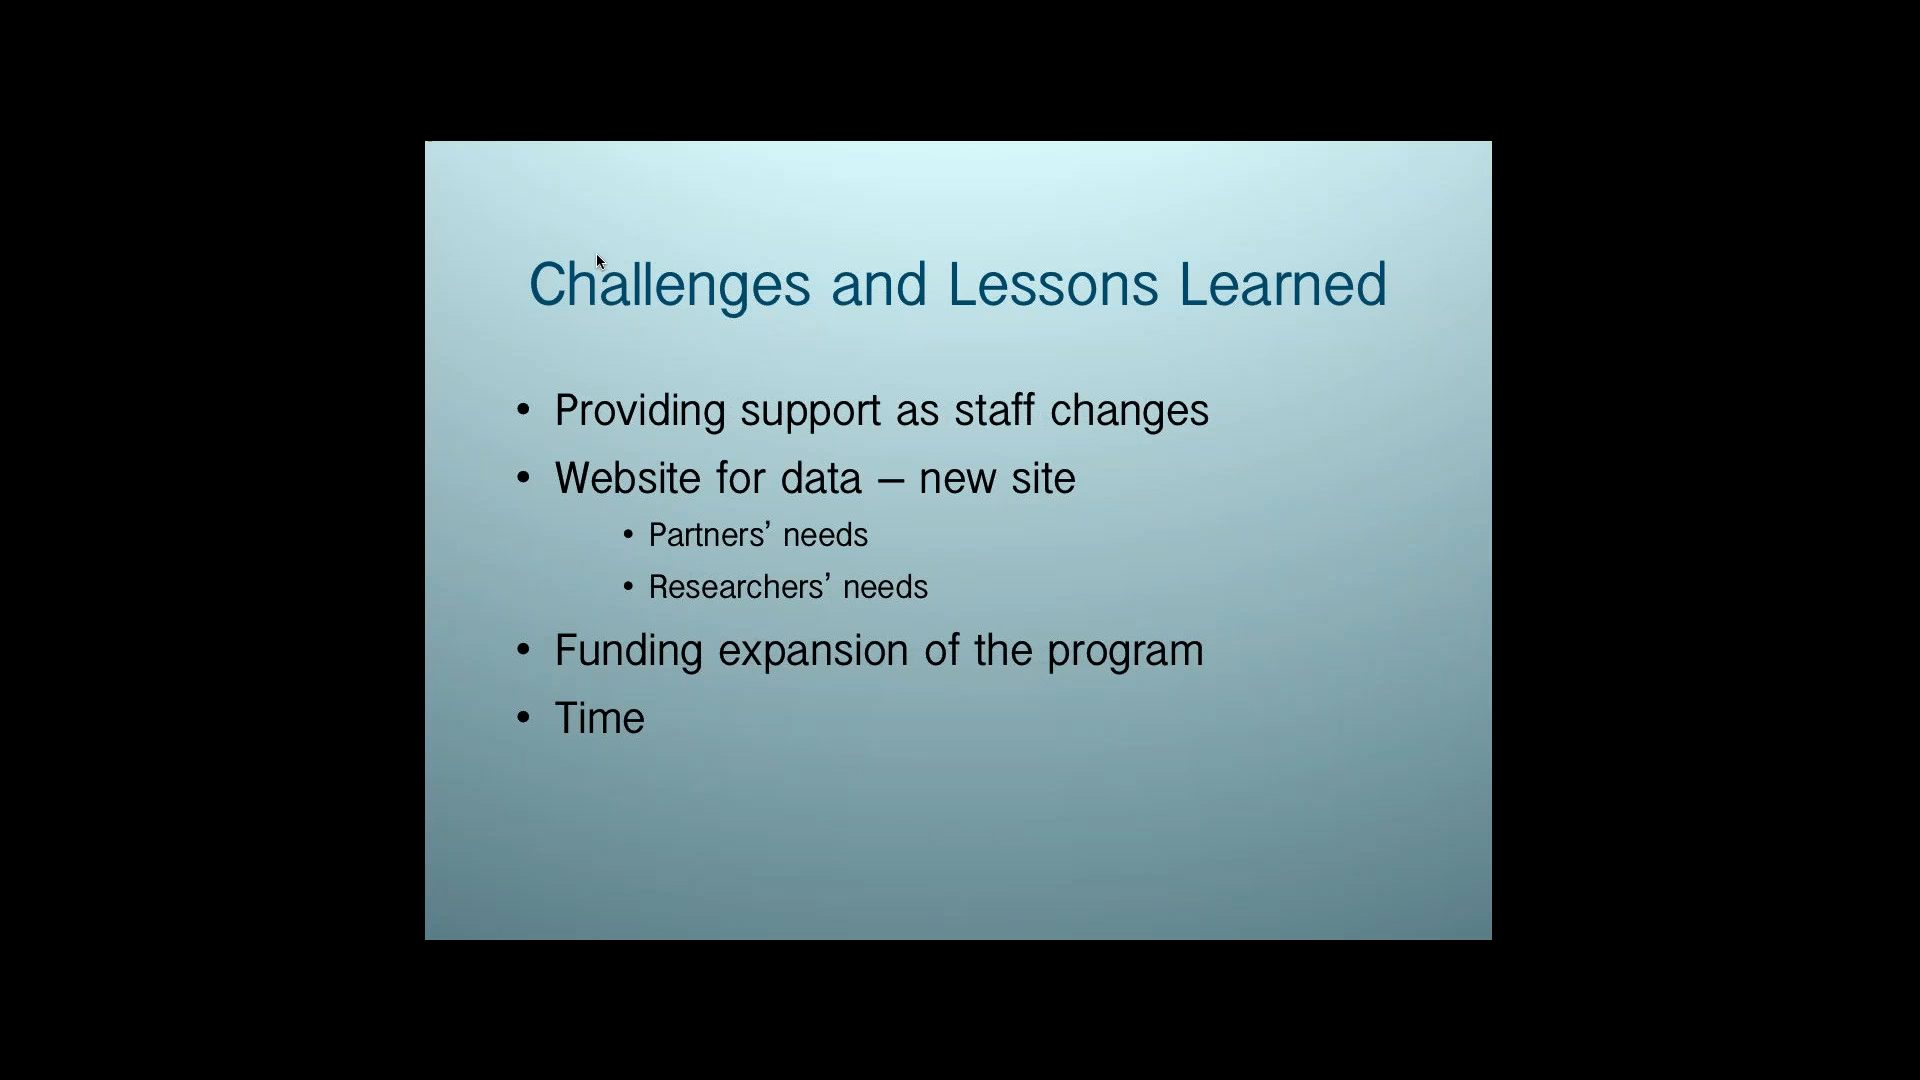 Challenges and Lessons Learned
• Providing support as staff changes
• Website for data – new site
• Partners’ needs
• Researchers’ needs
• Funding expansion of the program
• Time